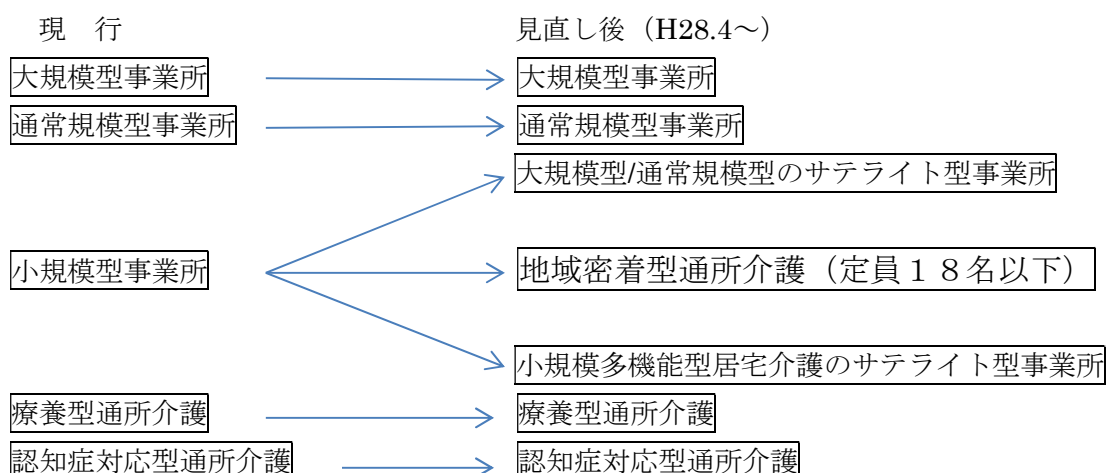 現 行 見直し後（H28.4～）
大規模型事業所 大規模型事業所
通常規模型事業所 通常規模型事業所
大規模型/通常規模型のサテライト型事業所
小規模型事業所 地域密着型通所介護（定員１８名以下）
小規模多機能型居宅介護のサテライト型事業所
療養型通所介護 療養型通所介護
認知症対応型通所介護 認知症対応型通所介護